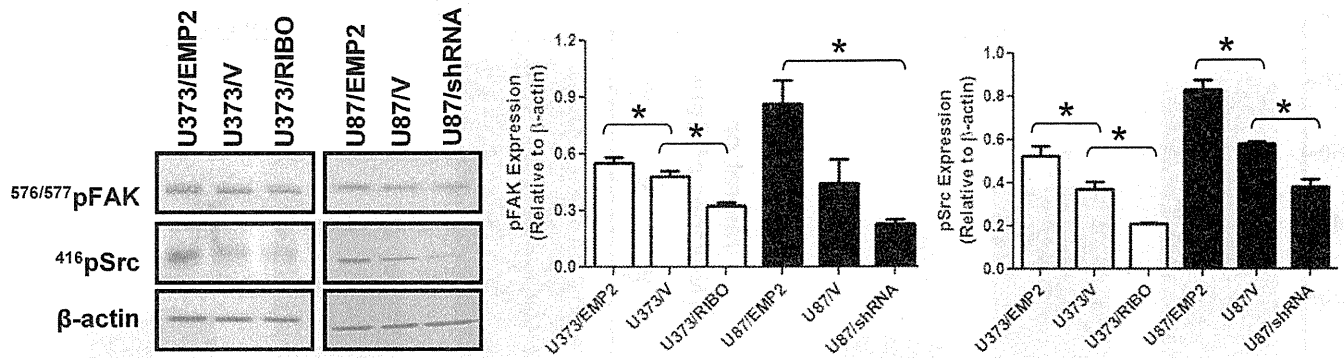 U373/EMP2
U373/V
U373/RIBO
U87/EMP2
U87/V
U87/shRNA
576/577pFAK
416pSrc
β-actin
pFAK Expression
(Relative to β-actin)
1.2
0.9
0.6
0.3
0.0
*
*
*
U373/EMP2
U373/V
U373/RIBO
U87/EMP2
U87/V
U87/shRNA
pSrc Expression
(Relative to β-actin)
1.0
0.8
0.6
0.4
0.2
0.0
*
*
*
*
U373/EMP2
U373/V
U373/RIBO
U87/EMP2
U87/V
U87/shRNA